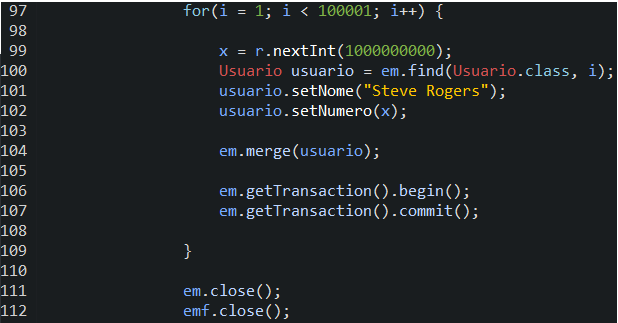 97 for(i = 1; i < 100001; i++) {
98
99 x = r.nextInt(1000000000);
100 Usuario usuario = em.find(Usuario.class, i);
101 usuario.setNome("Steve Rogers");
102 usuario.setNumero(x);
103
104 em.merge(usuario);
105
106 em.getTransaction().begin();
107 em.getTransaction().commit();
108
109 }
110
111 em.close();
112 emf.close();